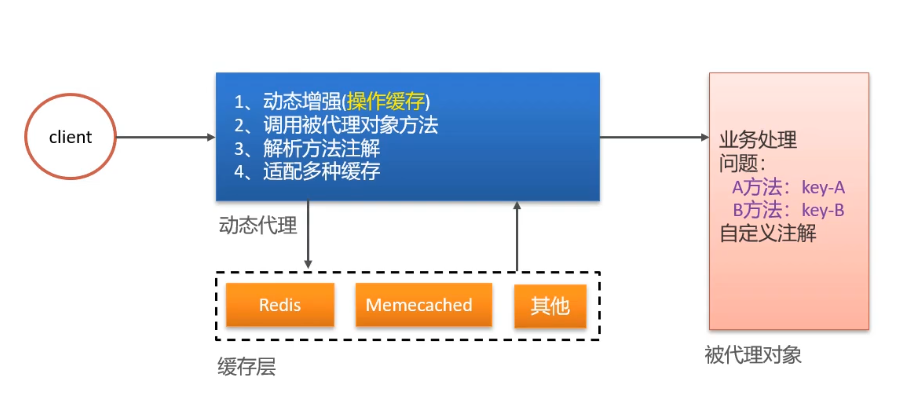 client
1、动态增强(操作缓存)
2、调用被代理对象方法
3、解析方法注解
4、适配多种缓存
动态代理
Redis
Memecached
其他
缓存层
业务处理
问题：
A方法：key-A
B方法：key-B
自定义注解
被代理对象